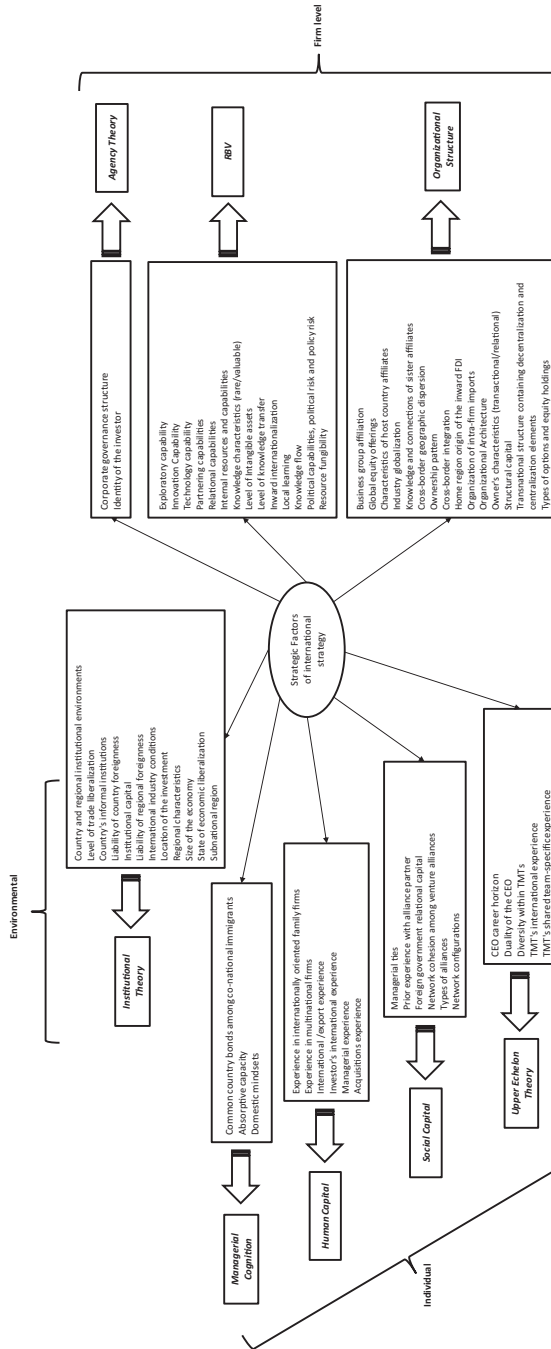 Environmental
Institutional
Theory
Country and regional institutional environments
Level of trade liberalization
Country's informal institutions
Liability of country foreignness
Institutional capital
Liability of regional foreignness
International industry conditions
Location of the investment
Regional characteristics
Size of the economy
State of economic liberalization
Subnational region
Managerial
Cognition
Common country bonds among co-national immigrants
Absorptive capacity
Domestic mindsets
Human Capital
Experience in internationally oriented family firms
Experience in multinational firms
International /export experience
Investor's international experience
Managerial experience
Acquisitions experience
Social Capital
Managerial ties
Prior experience with alliance partner
Foreign government relational capital
Network cohesion among venture alliances
Types of alliances
Network configurations
Upper Echelon
Theory
CEO career horizon
Duality of the CEO
Diversity within TMTs
TMT's international experience
TMT's shared team-specific experience
Individual
Strategic Factors
of international
strategy
Corporate governance structure
Identity of the investor
Agency Theory
Exploratory capability
Innovation Capability
Technology capability
Partnering capabilities
Relational capabilities
Internal resources and capabilities
Knowledge characteristics (rare/valuable)
Level of Intangible assets
Level of knowledge transfer
Inward internationalization
Local learning
Knowledge flow
Political capabilities, political risk and policy risk
Resource fungibility
RBV
Business group affiliation
Global equity offerings
Characteristics of host country affiliates
Industry globalization
Knowledge and connections of sister affiliates
Cross-border geographic dispersion
Ownership pattern
Cross-border integration
Home region origin of the inward FDI
Organization of intra-firm imports
Organizational Architecture
Owner's characteristics (transactional/relational)
Structural capital
Transnational structure containing decentralization and
centralization elements
Types of options and equity holdings
Organizational
Structure
Firm level